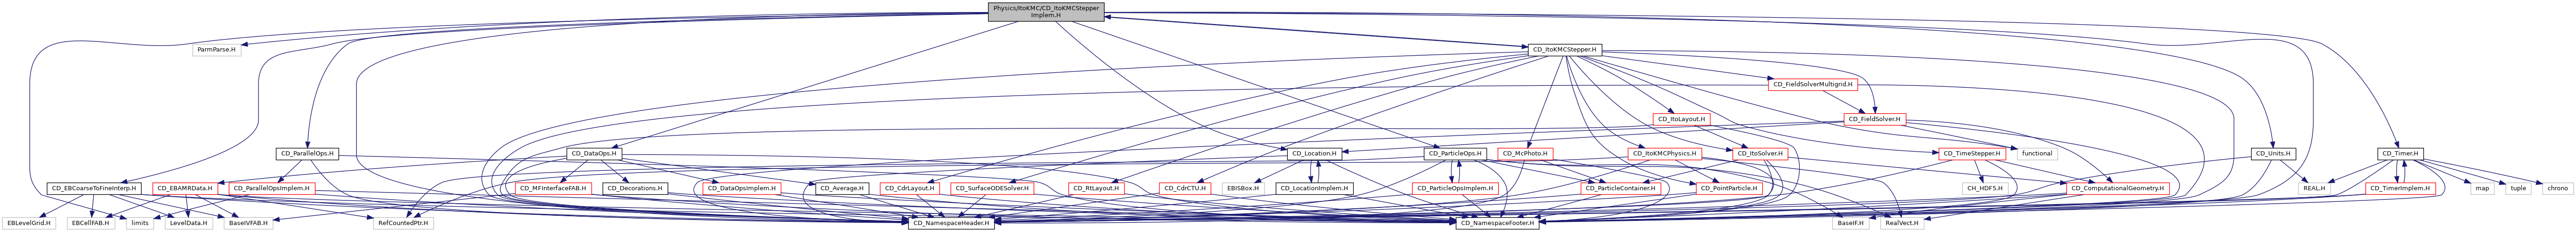 Physics/ItoKMC/CD_ItoKMCStepper
Implem.H
ParmParse.H
CD_ItoKMCStepper.H
CD_FieldSolverMultigrid.H
CD_ItoLayout.H
CD_FieldSolver.H
CD_ParallelOps.H
CD_DataOps.H
CD_Location.H
CD_ParticleOps.H
CD_McPhoto.H
CD_ItoKMCPhysics.H
CD_ItoSolver.H
CD_TimeStepper.H
functional
CD_Units.H
CD_Timer.H
CD_EBCoarseToFineInterp.H
CD_EBAMRData.H
CD_ParallelOpsImplem.H
CD_MFInterfaceFAB.H
CD_Decorations.H
CD_DataOpsImplem.H
CD_Average.H
CD_CdrLayout.H
CD_SurfaceODESolver.H
CD_RtLayout.H
CD_CdrCTU.H
EBISBox.H
CD_LocationImplem.H
CD_ParticleOpsImplem.H
CD_ParticleContainer.H
CD_PointParticle.H
CH_HDF5.H
CD_ComputationalGeometry.H
REAL.H
CD_TimerImplem.H
map
tuple
chrono
EBLevelGrid.H
EBCellFAB.H
limits
LevelData.H
BaseIVFAB.H
RefCountedPtr.H
CD_NamespaceHeader.H
CD_NamespaceFooter.H
BaseIF.H
RealVect.H